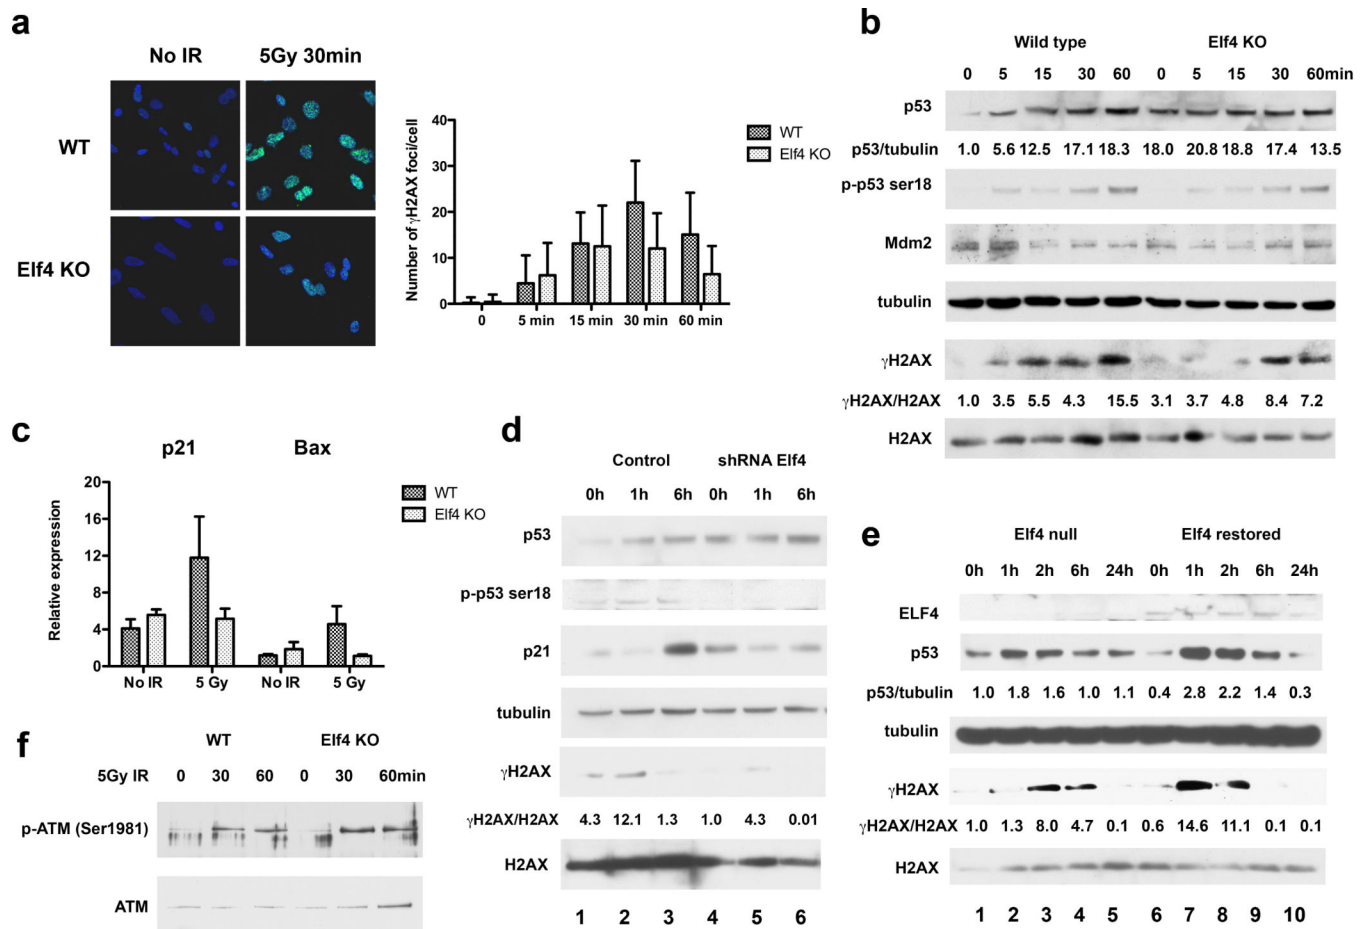 a
No IR 5Gy 30min
WT
Elf4 KO
Number of γH2AX foci/cell
40
30
20
10
0
0 5 min 15 min 30 min 60 min
WT
Elf4 KO
b
Wild type Elf4 KO
0 5 15 30 60 0 5 15 30 60min
p53
p53/tubulin 1.0 5.6 12.5 17.1 18.3 18.0 20.8 18.8 17.4 13.5
p-p53 ser18
Mdm2
tubulin
γH2AX
γH2AX/H2AX 1.0 3.5 5.5 4.3 15.5 3.1 3.7 4.8 8.4 7.2
H2AX
c
p21 Bax
Relative expression
20
16
12
8
4
0
No IR 5 Gy No IR 5 Gy
WT
Elf4 KO
d
Control shRNA Elf4
0h 1h 6h 0h 1h 6h
p53
p-p53 ser18
p21
tubulin
γH2AX
γH2AX/H2AX 4.3 12.1 1.3 1.0 4.3 0.01
H2AX
1 2 3 4 5 6
e
Elf4 null Elf4 restored
0h 1h 2h 6h 24h 0h 1h 2h 6h 24h
ELF4
p53
p53/tubulin 1.0 1.8 1.6 1.0 1.1 0.4 2.8 2.2 1.4 0.3
tubulin
γH2AX
γH2AX/H2AX 1.0 1.3 8.0 4.7 0.1 0.6 14.6 11.1 0.1 0.1
H2AX
1 2 3 4 5 6 7 8 9 10
f
WT Elf4 KO
5Gy IR 0 30 60 0 30 60min
p-ATM (Ser1981)
ATM